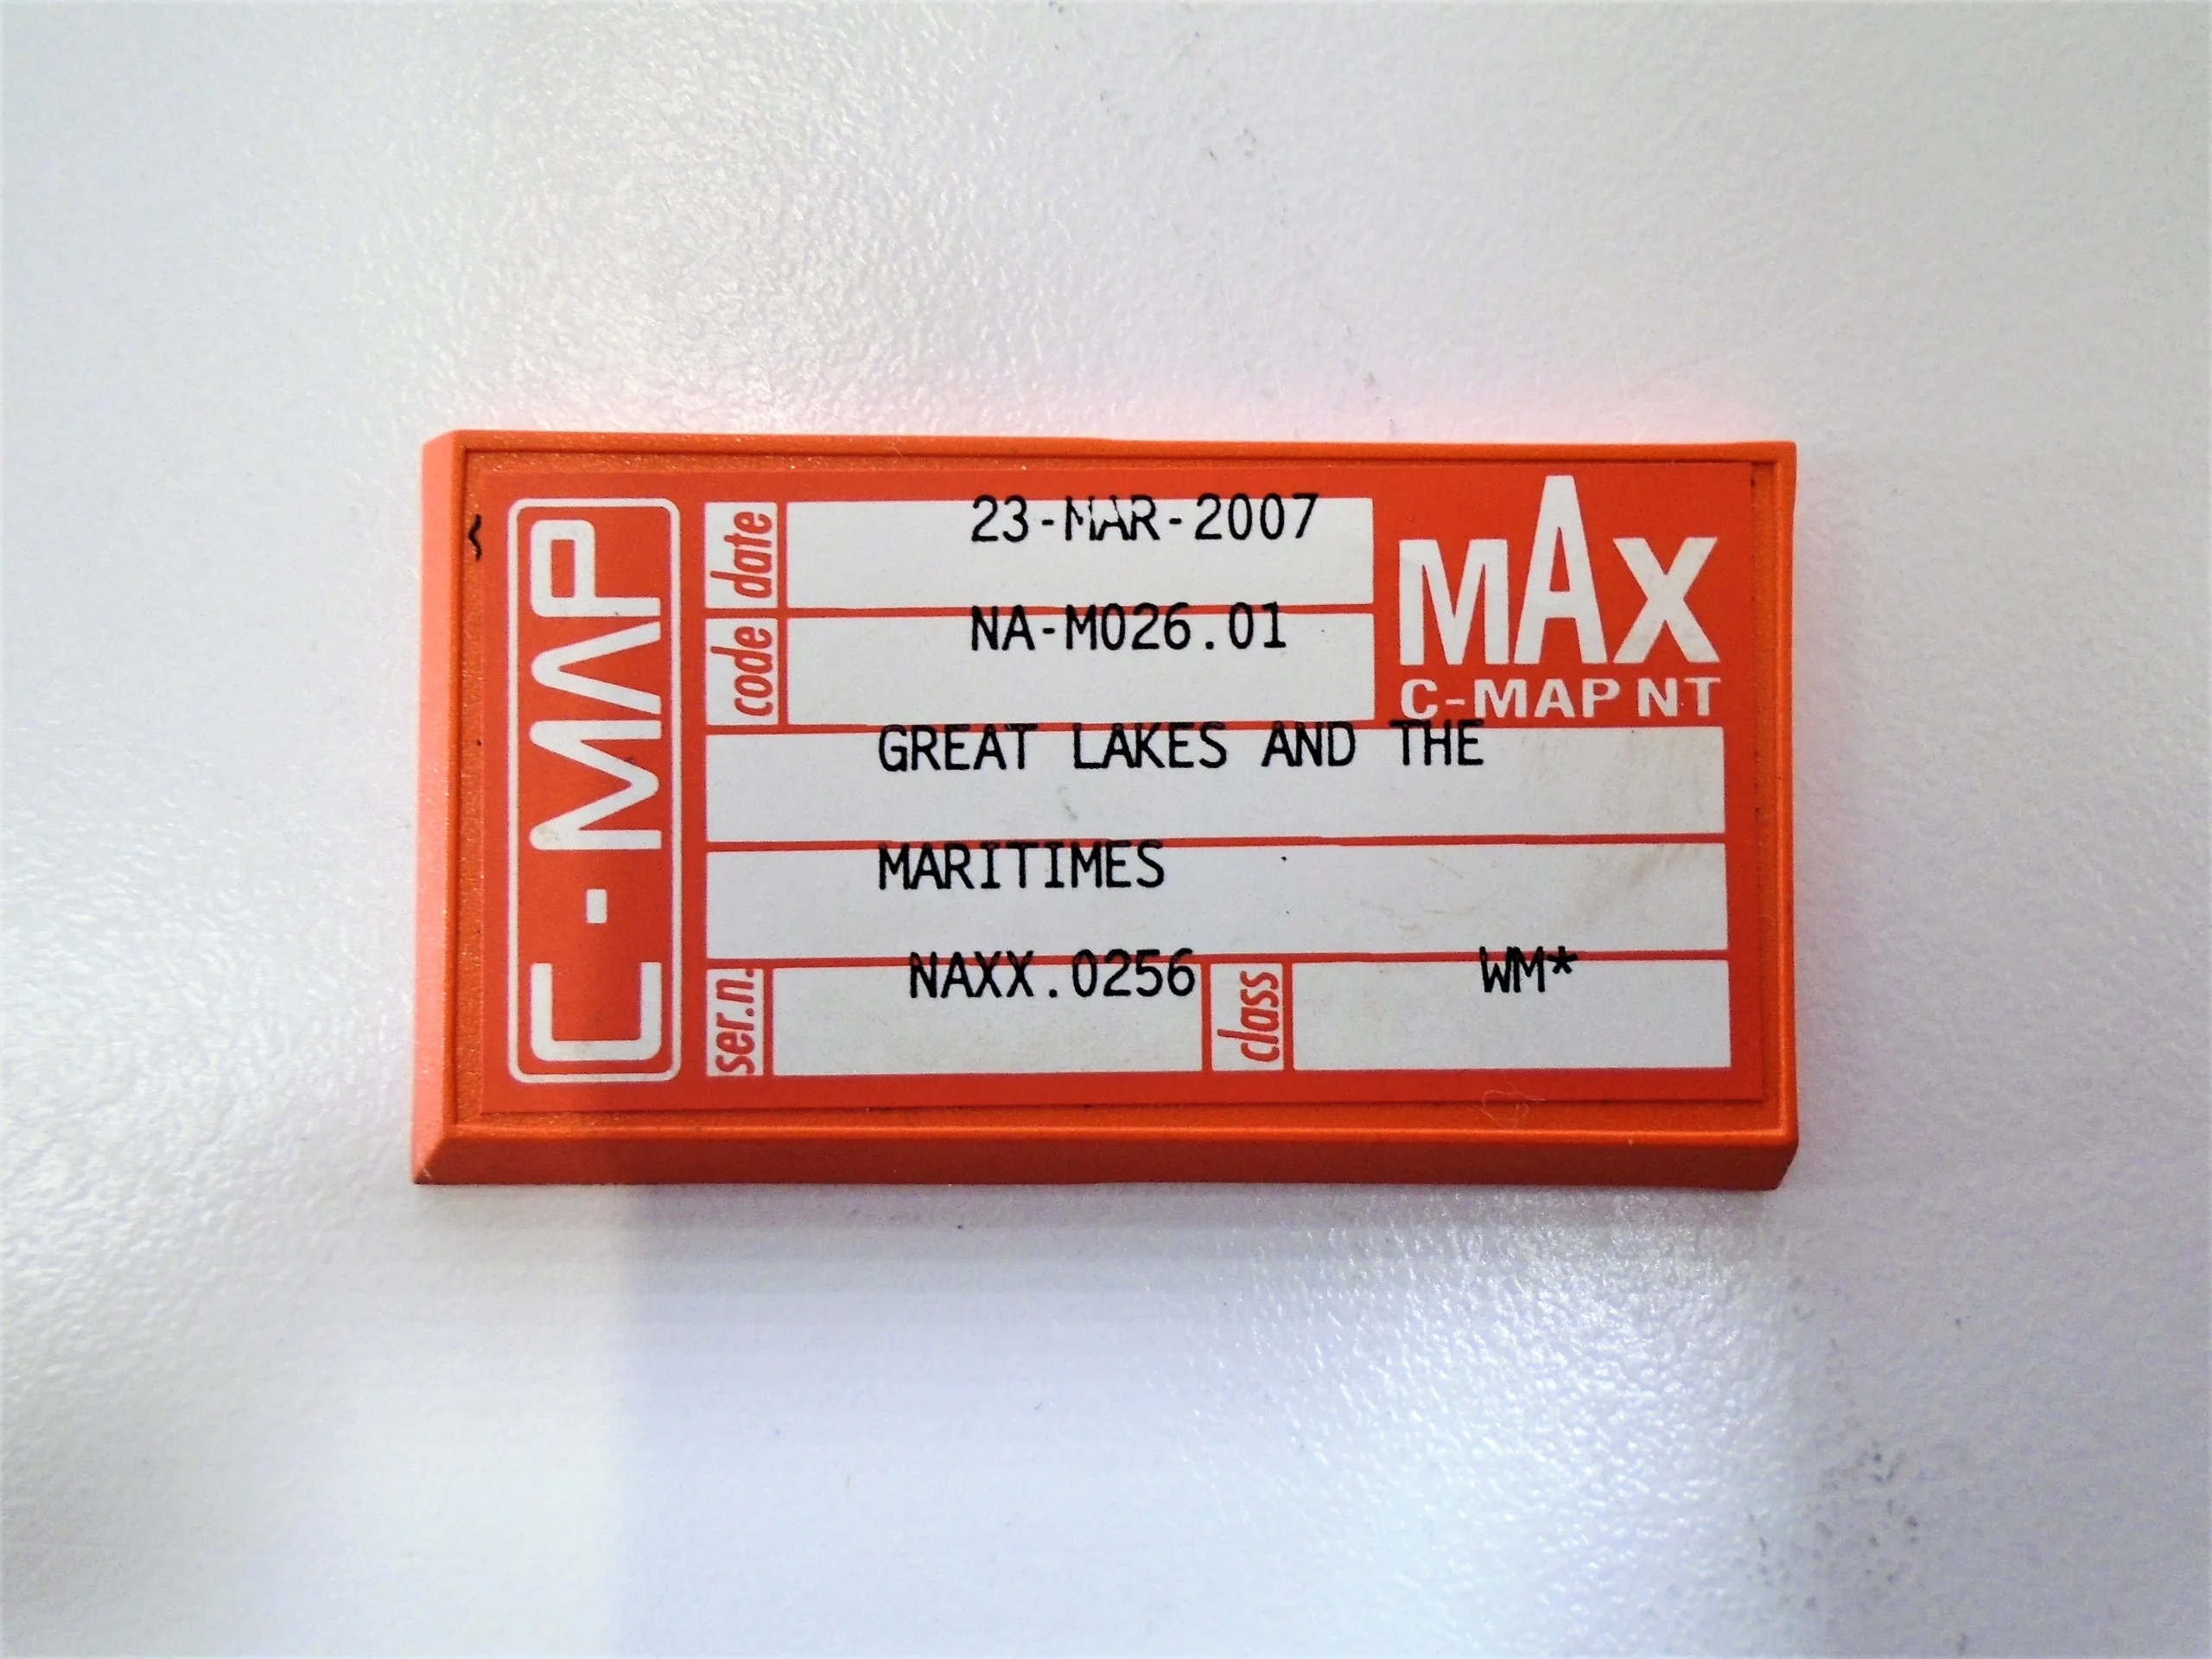 C-MAP
date 23-MAR-2007
code NA-M026.01
MAX
C-MAP NT
GREAT LAKES AND THE
MARITIMES
ser.n. NAXX.0256 class WM*